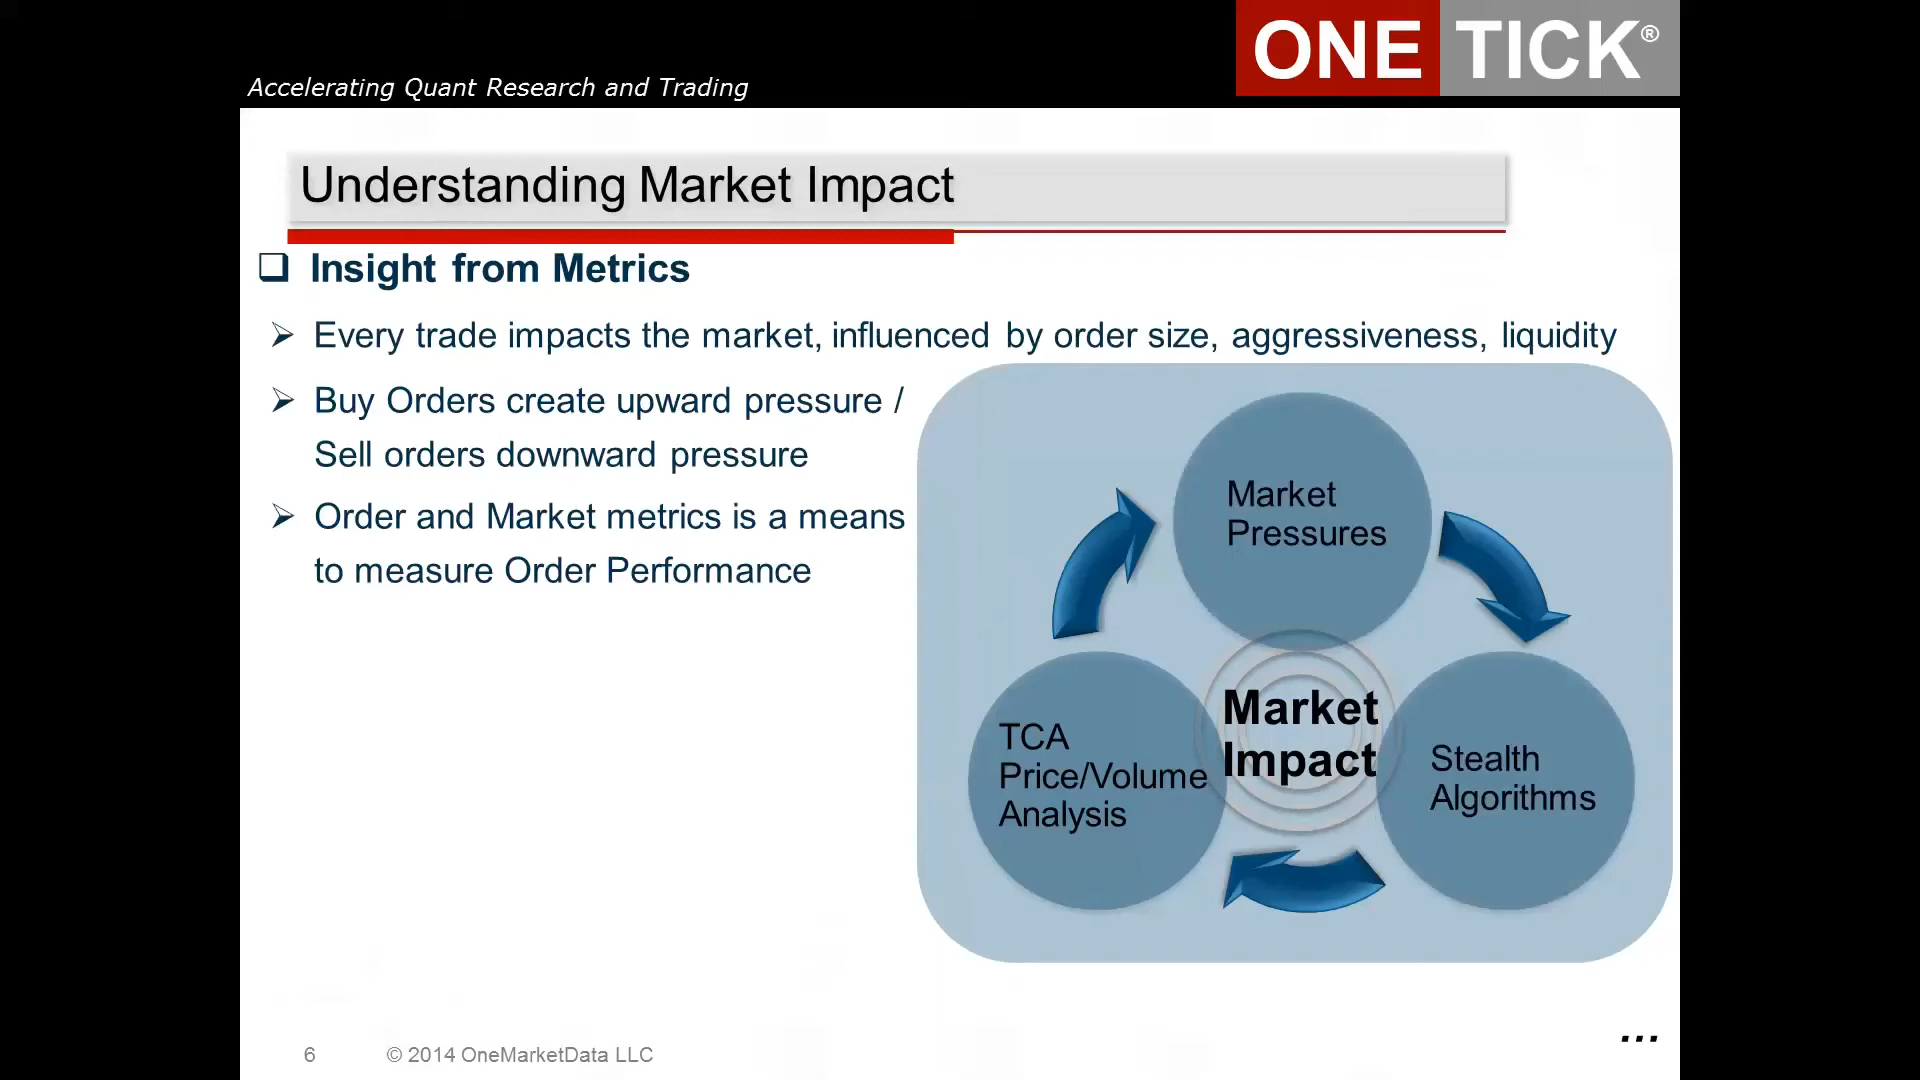 ONE TICK®
Accelerating Quant Research and Trading
Understanding Market Impact
Insight from Metrics
Every trade impacts the market, influenced by order size, aggressiveness, liquidity
Buy Orders create upward pressure /
Sell orders downward pressure
Order and Market metrics is a means
to measure Order Performance
Market
Pressures
Market
Impact
TCA
Price/Volume
Analysis
Stealth
Algorithms
...
6
© 2014 OneMarketData LLC